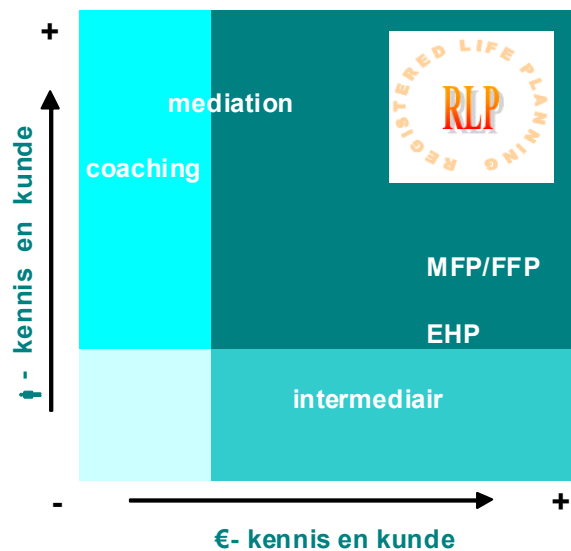 +
REGISTERED LIFE PLANNING
RLP
mediation
coaching
MFP/FFP
EHP
intermediair
- kennis en kunde
-
+
€- kennis en kunde